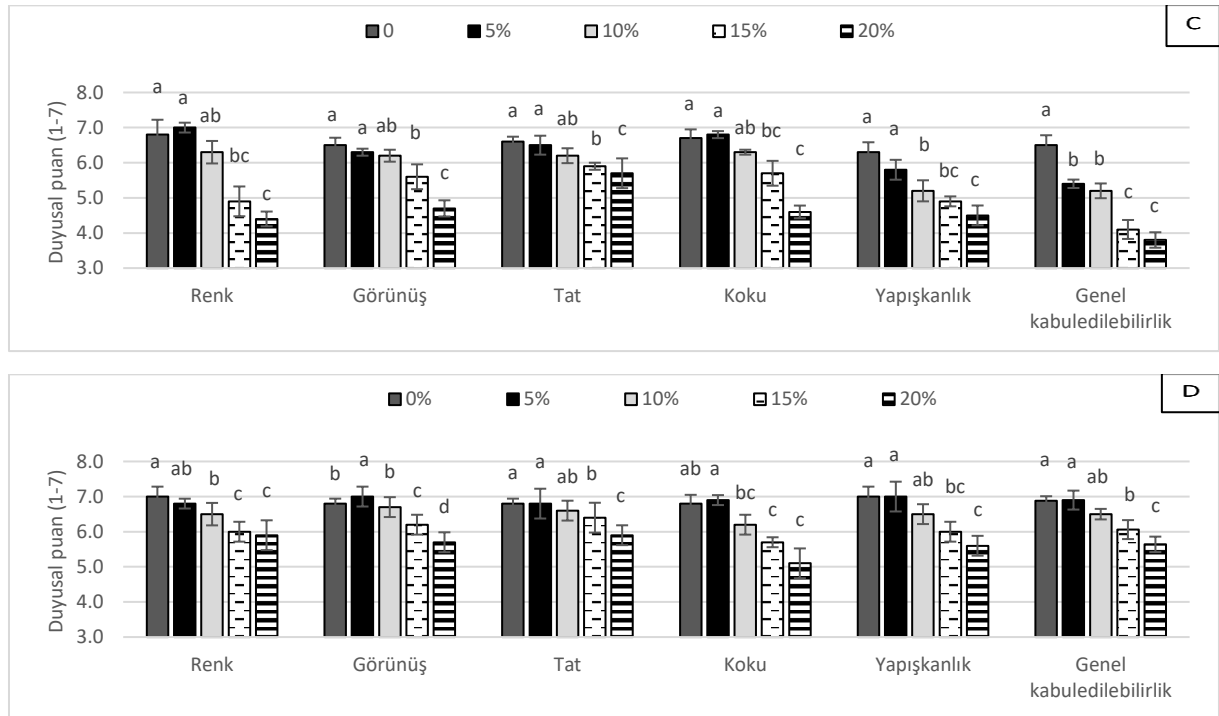 C
0 5% 10% 15% 20%
Duyusal puan (1-7)
8.0
7.0
6.0
5.0
4.0
3.0
a a ab bc c
a a a b c
a a ab b c
a a ab bc c
a a b bc c
a b b c c
Renk Görünüş Tat Koku Yapışkanlık Genel
kabuledilebilirlik
D
0% 5% 10% 15% 20%
Duyusal puan (1-7)
8.0
7.0
6.0
5.0
4.0
3.0
a ab b c c
b a b c d
a a ab b c
ab a bc c c
a a ab bc c
a a ab b c
Renk Görünüş Tat Koku Yapışkanlık Genel
kabuledilebilirlik